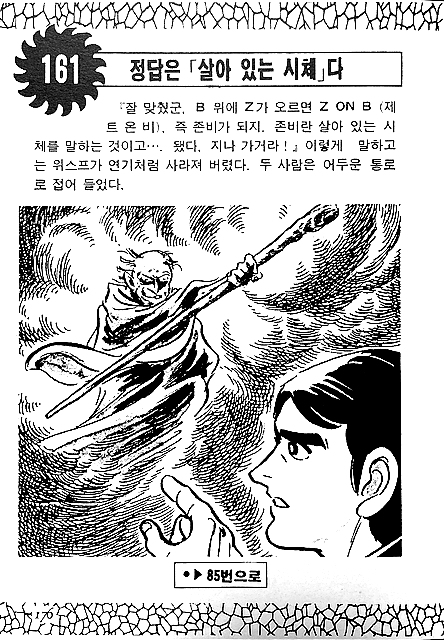 161
정답은 「살아 있는 시체」다
『잘 맞췄군. B 위에 Z가 오르면 Z ON B (제
트 온 비). 즉 존비가 되지. 존비란 살아 있는 시
체를 말하는 것이고…. 됐다. 지나 가거라!』이렇게 말하고
는 위스프가 연기처럼 사라져 버렸다. 두 사람은 어두운 통로
로 접어 들었다.
●▶ 85번으로